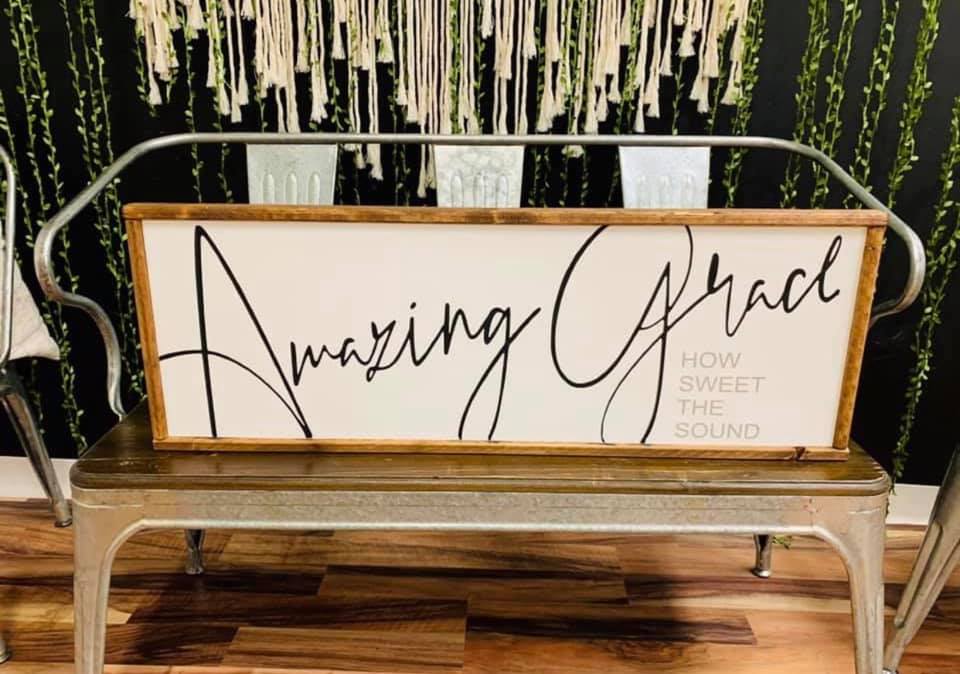 Amazing Grace
HOW
SWEET
THE
SOUND